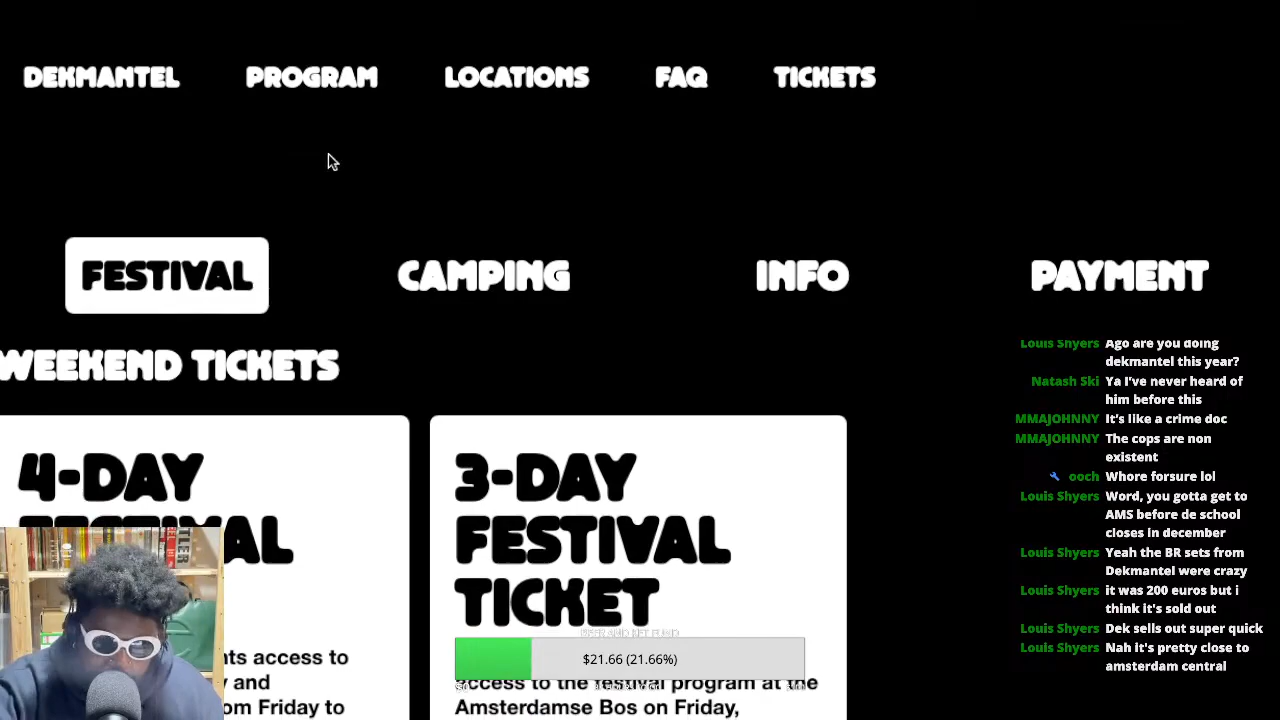 DEKMANTEL PROGRAM LOCATIONS FAQ TICKETS
FESTIVAL CAMPING INFO PAYMENT
WEEKEND TICKETS
4-DAY
FESTIVAL
nts access to
y and
om Friday to
3-DAY
FESTIVAL
TICKET
$21.66 (21.66%)
access to the festival program at the
Amsterdamse Bos on Friday,
Louis Shyers Ago are you doing
dekmantel this year?
Natash Ski Ya I've never heard of
him before this
MMAJOHNNY It's like a crime doc
MMAJOHNNY The cops are non
existent
ooch Whore forsure lol
Louis Shyers Word, you gotta get to
AMS before de school
closes in december
Louis Shyers Yeah the BR sets from
Dekmantel were crazy
Louis Shyers it was 200 euros but i
think it's sold out
Louis Shyers Dek sells out super quick
Louis Shyers Nah it's pretty close to
amsterdam central